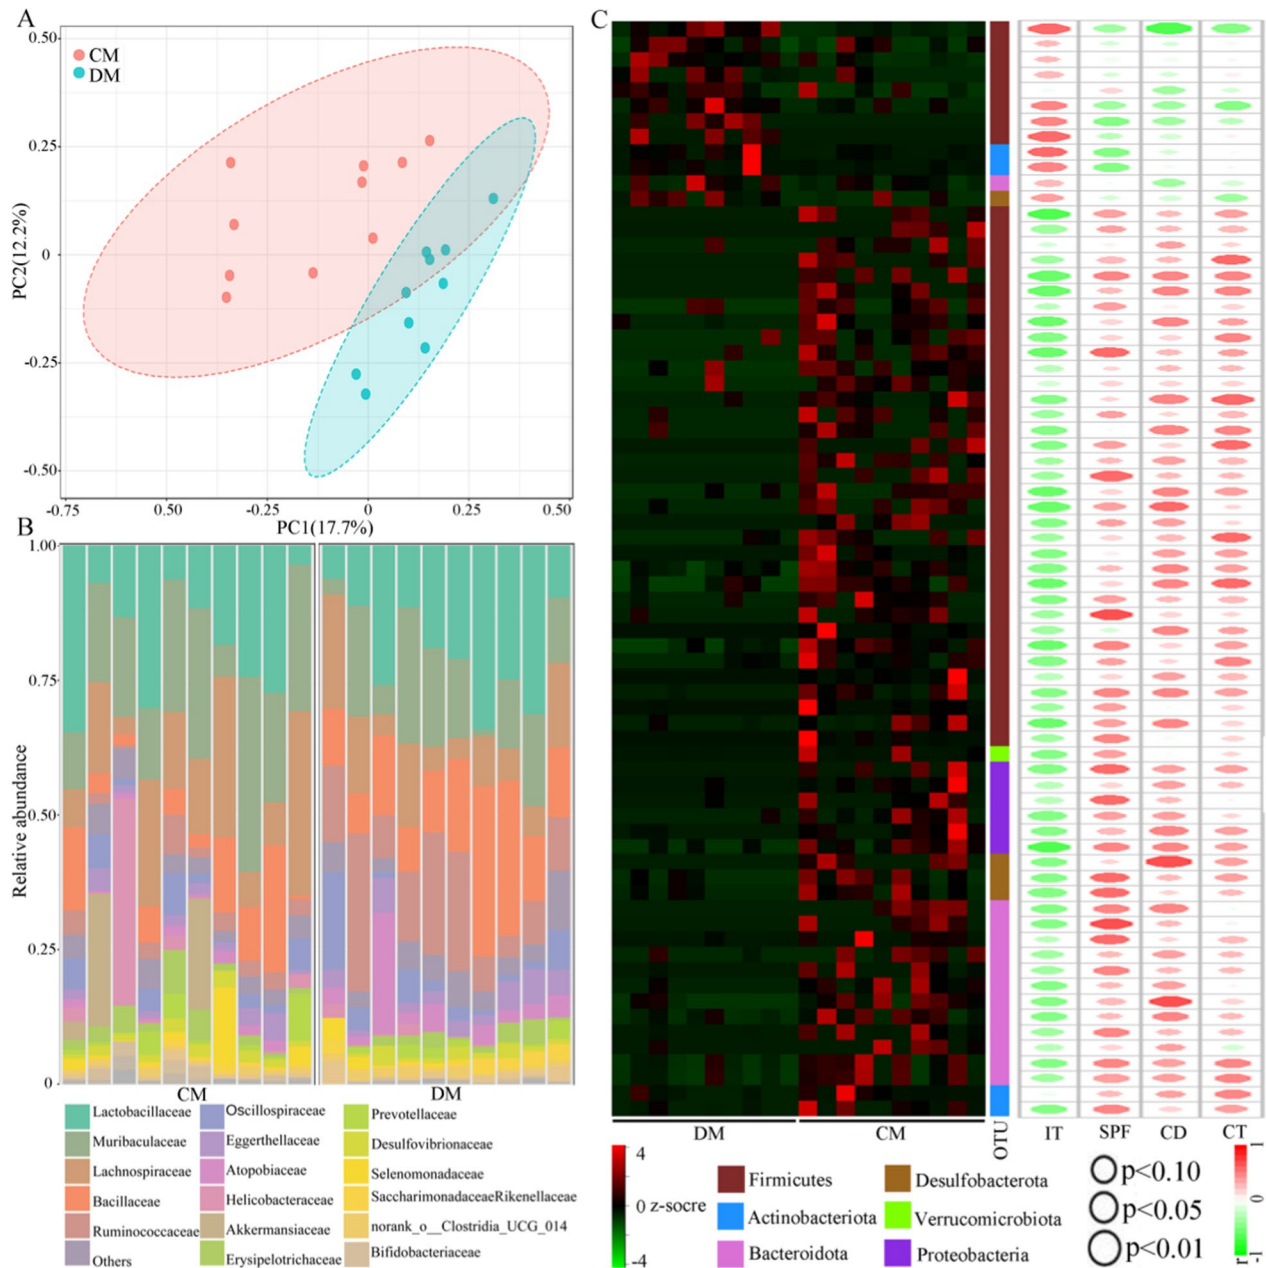 A
CM
DM
0.50
0.25
0
-0.25
-0.50
PC2(12.2%)
-0.75
0.50
-0.25
0
0.25
0.50
PC1(17.7%)
B
1.00
0.75
0.50
0.25
0
Relative abundance
CM
DM
Lactobacillaceae
Muribaculaceae
Lachnospiraceae
Bacillaceae
Ruminococcaceae
Others
Oscillospiraceae
Eggerthellaceae
Atopobiaceae
Helicobacteraceae
Akkermansiaceae
Erysipelotrichaceae
Prevotellaceae
Desulfovibrionaceae
Selenomonadaceae
SaccharimonadaceaeRikenellaceae
norank_o__Clostridia_UCG_014
Bifidobacteriaceae
C
DM
CM
OTU
IT
SPF
CD
CT
4
0 z-socre
-4
Firmicutes
Actinobacteriota
Bacteroidota
Desulfobacterota
Verrucomicrobiota
Proteobacteria
p<0.10
p<0.05
p<0.01
1
0
-1
r